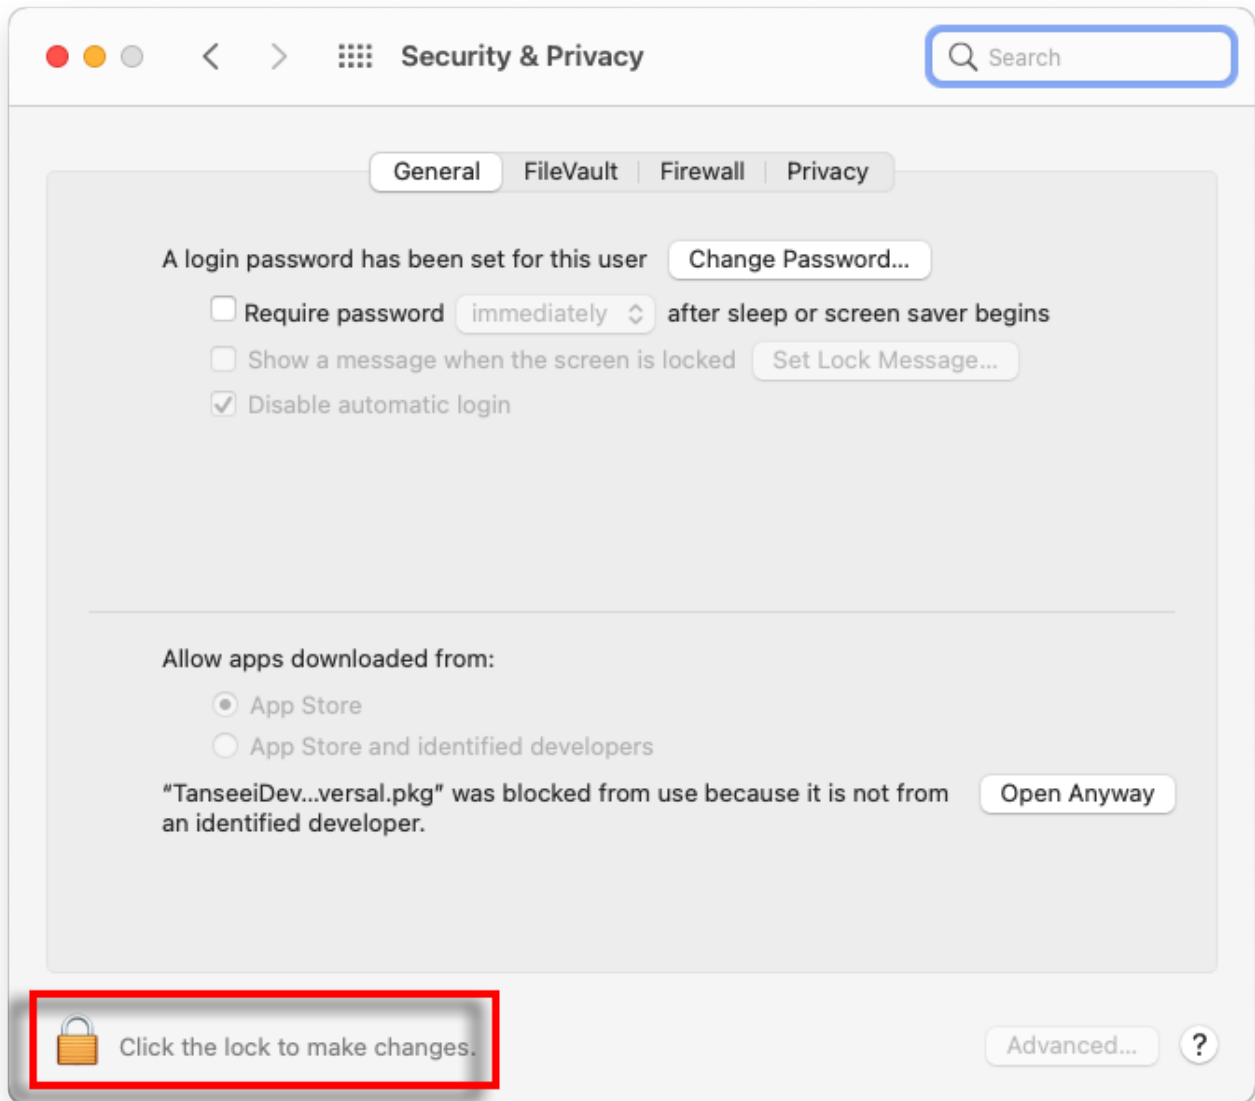 Security & Privacy
Search
General FileVault Firewall Privacy
A login password has been set for this user Change Password...
Require password immediately after sleep or screen saver begins
Show a message when the screen is locked Set Lock Message...
Disable automatic login
Allow apps downloaded from:
App Store
App Store and identified developers
“TanseeiDev...versal.pkg” was blocked from use because it is not from Open Anyway
an identified developer.
Click the lock to make changes.
Advanced... ?